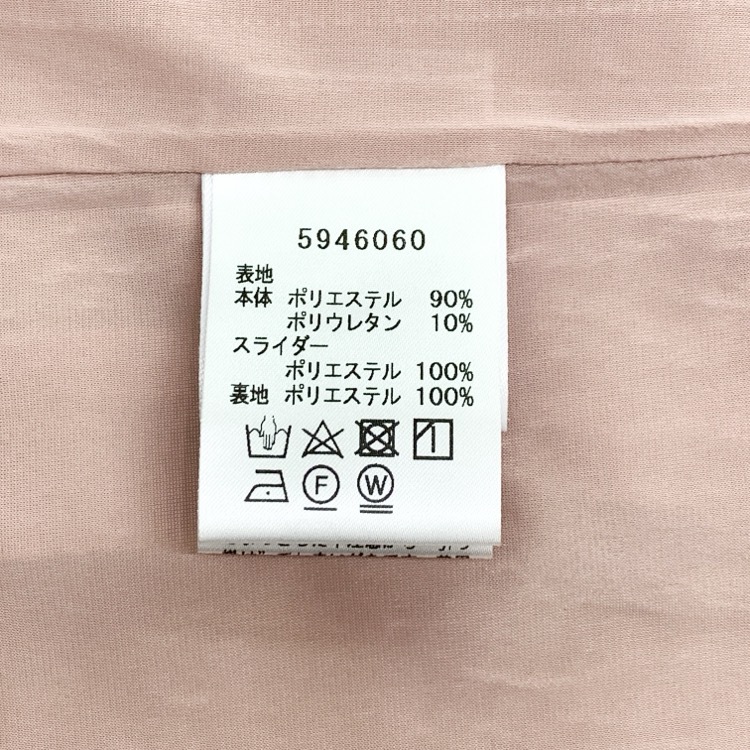 5946060
表地
本体 ポリエステル 90%
ポリウレタン 10%
スライダー
ポリエステル 100%
裏地 ポリエステル 100%
F W